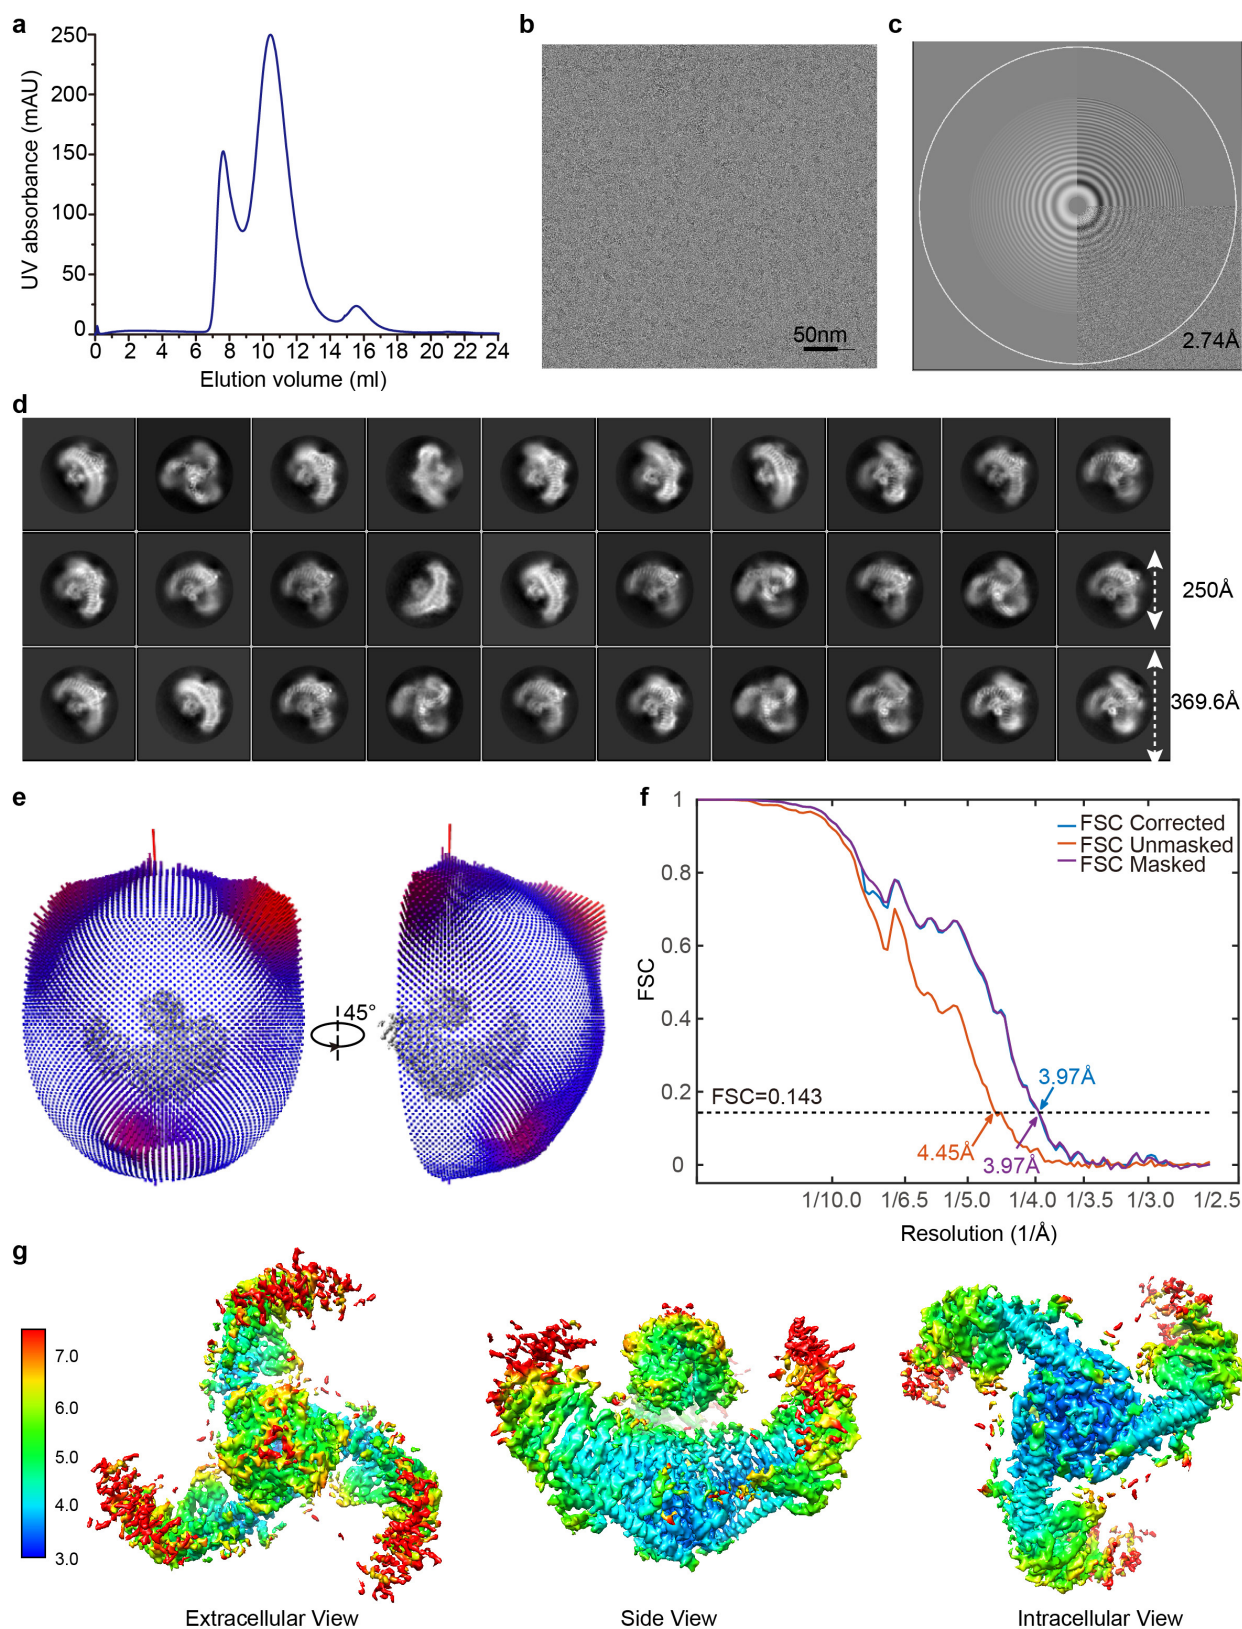 a
250
200
150
100
50
0
UV absorbance (mAU)
0 2 4 6 8 10 12 14 16 18 20 22 24
Elution volume (ml)
b
50nm
c
2.74Å
d
250Å
369.6Å
e
45°
f
1
0.8
0.6
0.4
0.2
0
FSC
FSC Corrected
FSC Unmasked
FSC Masked
FSC=0.143
3.97Å
4.45Å
3.97Å
1/10.0 1/6.5 1/5.0 1/4.0 1/3.5 1/3.0 1/2.5
Resolution (1/Å)
g
7.0
6.0
5.0
4.0
3.0
Extracellular View
Side View
Intracellular View